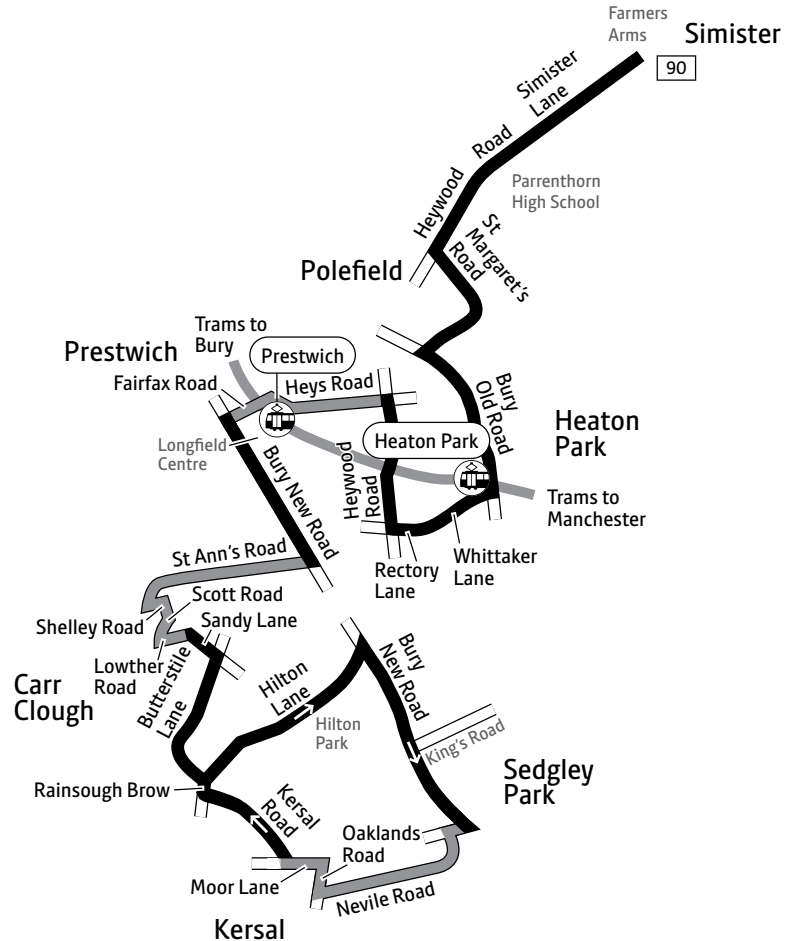 Farmers
Arms
Simister
90
Simister
Lane
Road
Heywood
Parrenthorn
High School
St
Margaret's
Road
Polefield
Trams to
Bury
Prestwich
Prestwich
Fairfax Road
Heys Road
Bury
Old Road
Heaton
Park
Longfield
Centre
Heaton Park
Bury New Road
Heywood
Road
Trams to
Manchester
St Ann's Road
Rectory
Lane
Whittaker
Lane
Scott Road
Shelley Road
Sandy Lane
Lowther
Road
Butterstile
Lane
Carr
Clough
Hilton
Lane
Bury
New Road
Hilton
Park
King's Road
Sedgley
Park
Rainsough Brow
Kersal
Road
Oaklands
Road
Moor Lane
Nevile Road
Kersal